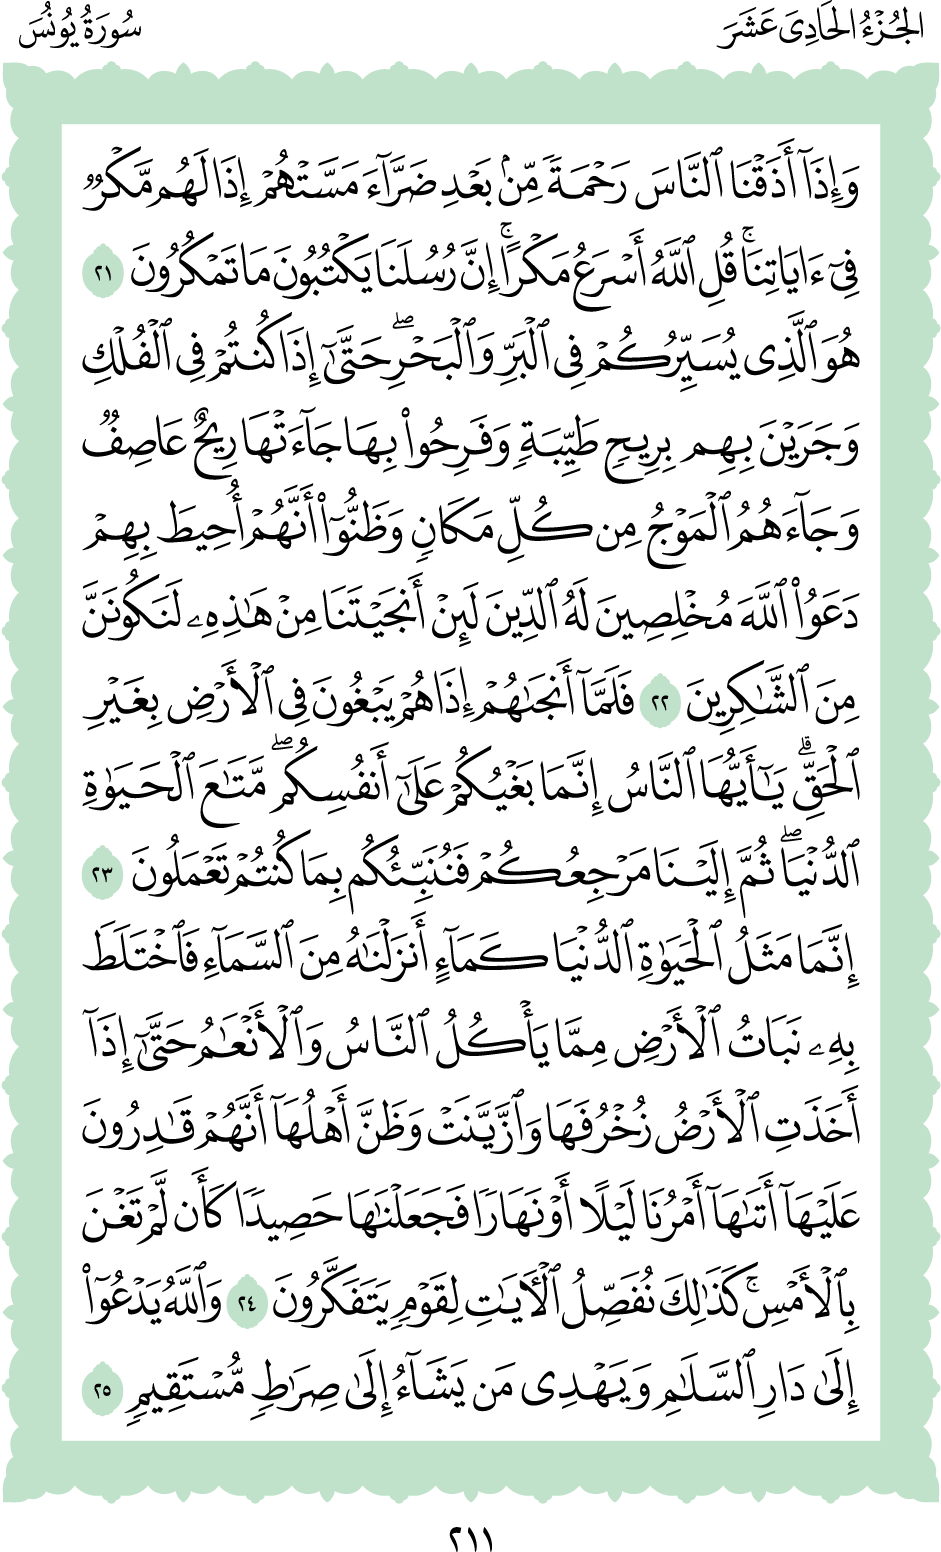 الجُزْءُ الحَادِىَ عَشَرَ
سُورَةُ يُونُسَ
وَإِذَآ أَذَقْنَا ٱلنَّاسَ رَحْمَةً مِّنۢ بَعْدِ ضَرَّآءَ مَسَّتْهُمْ إِذَا لَهُم مَّكْرٌ
فِىٓ ءَايَاتِنَاۚ قُلِ ٱللَّهُ أَسْرَعُ مَكْرًاۚ إِنَّ رُسُلَنَا يَكْتُبُونَ مَا تَمْكُرُونَ ٢١
هُوَ ٱلَّذِى يُسَيِّرُكُمْ فِى ٱلْبَرِّ وَٱلْبَحْرِۖ حَتَّىٰٓ إِذَا كُنتُمْ فِى ٱلْفُلْكِ
وَجَرَيْنَ بِهِم بِرِيحٍ طَيِّبَةٍ وَفَرِحُوا۟ بِهَا جَآءَتْهَا رِيحٌ عَاصِفٌ
وَجَآءَهُمُ ٱلْمَوْجُ مِن كُلِّ مَكَانٍ وَظَنُّوٓا۟ أَنَّهُمْ أُحِيطَ بِهِمْ
دَعَوُا۟ ٱللَّهَ مُخْلِصِينَ لَهُ ٱلدِّينَ لَئِنْ أَنجَيْتَنَا مِنْ هَٰذِهِۦ لَنَكُونَنَّ
مِنَ ٱلشَّٰكِرِينَ ٢٢ فَلَمَّآ أَنجَىٰهُمْ إِذَا هُمْ يَبْغُونَ فِى ٱلْأَرْضِ بِغَيْرِ
ٱلْحَقِّۗ يَٰٓأَيُّهَا ٱلنَّاسُ إِنَّمَا بَغْيُكُمْ عَلَىٰٓ أَنفُسِكُمۖ مَّتَٰعَ ٱلْحَيَوٰةِ
ٱلدُّنْيَاۖ ثُمَّ إِلَيْنَا مَرْجِعُكُمْ فَنُنَبِّئُكُم بِمَا كُنتُمْ تَعْمَلُونَ ٢٣
إِنَّمَا مَثَلُ ٱلْحَيَوٰةِ ٱلدُّنْيَا كَمَآءٍ أَنزَلْنَٰهُ مِنَ ٱلسَّمَآءِ فَٱخْتَلَطَ
بِهِۦ نَبَاتُ ٱلْأَرْضِ مِمَّا يَأْكُلُ ٱلنَّاسُ وَٱلْأَنْعَٰمُ حَتَّىٰٓ إِذَآ
أَخَذَتِ ٱلْأَرْضُ زُخْرُفَهَا وَٱزَّيَّنَتْ وَظَنَّ أَهْلُهَآ أَنَّهُمْ قَٰدِرُونَ
عَلَيْهَآ أَتَىٰهَآ أَمْرُنَا لَيْلًا أَوْ نَهَارًا فَجَعَلْنَٰهَا حَصِيدًا كَأَن لَّمْ تَغْنَ
بِٱلْأَمْسِۚ كَذَٰلِكَ نُفَصِّلُ ٱلْءَايَٰتِ لِقَوْمٍ يَتَفَكَّرُونَ ٢٤ وَٱللَّهُ يَدْعُوٓا۟
إِلَىٰ دَارِ ٱلسَّلَٰمِ وَيَهْدِى مَن يَشَآءُ إِلَىٰ صِرَٰطٍ مُّسْتَقِيمٍ ٢٥
٢١١